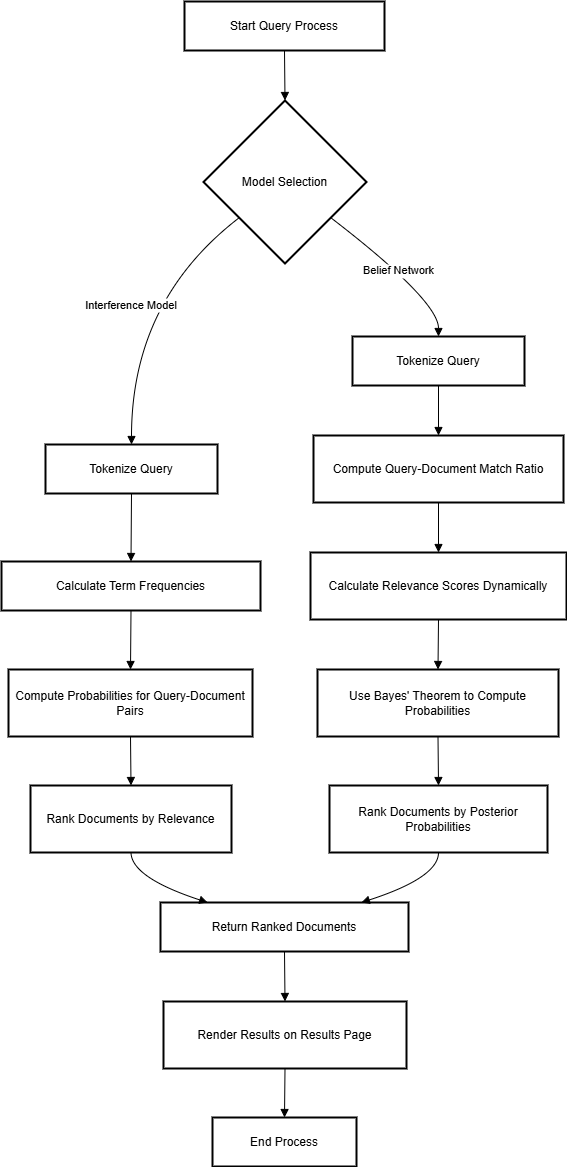 Start Query Process
Model Selection
Belief Network
Interference Model
Tokenize Query
Compute Query-Document Match Ratio
Tokenize Query
Calculate Term Frequencies
Calculate Relevance Scores Dynamically
Compute Probabilities for Query-Document
Pairs
Use Bayes' Theorem to Compute
Probabilities
Rank Documents by Relevance
Rank Documents by Posterior
Probabilities
Return Ranked Documents
Render Results on Results Page
End Process